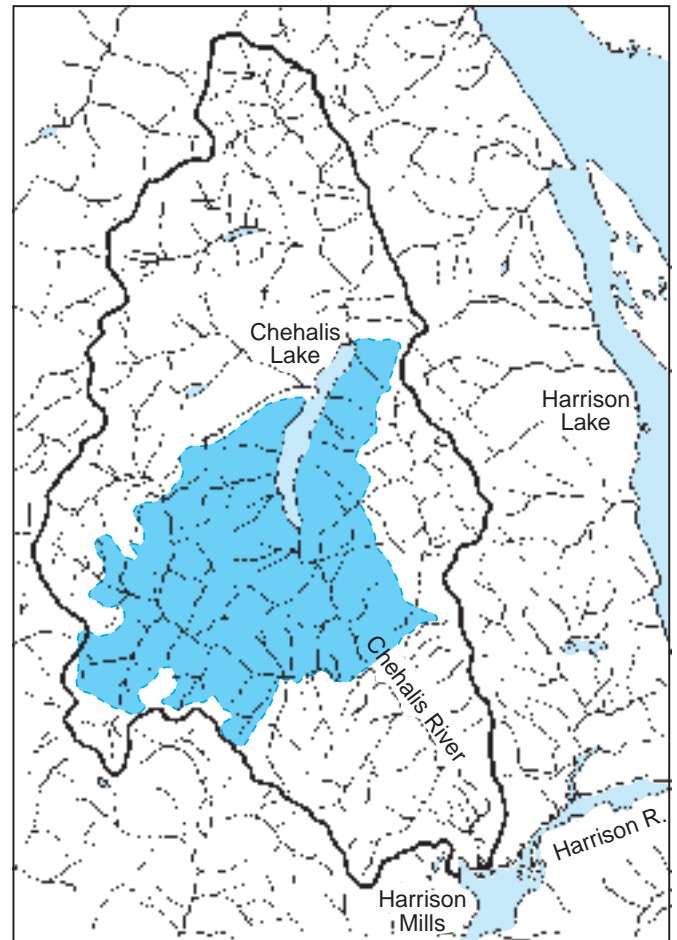 Chehalis
Lake
Harrison
Lake
Chehalis River
Harrison R.
Harrison
Mills